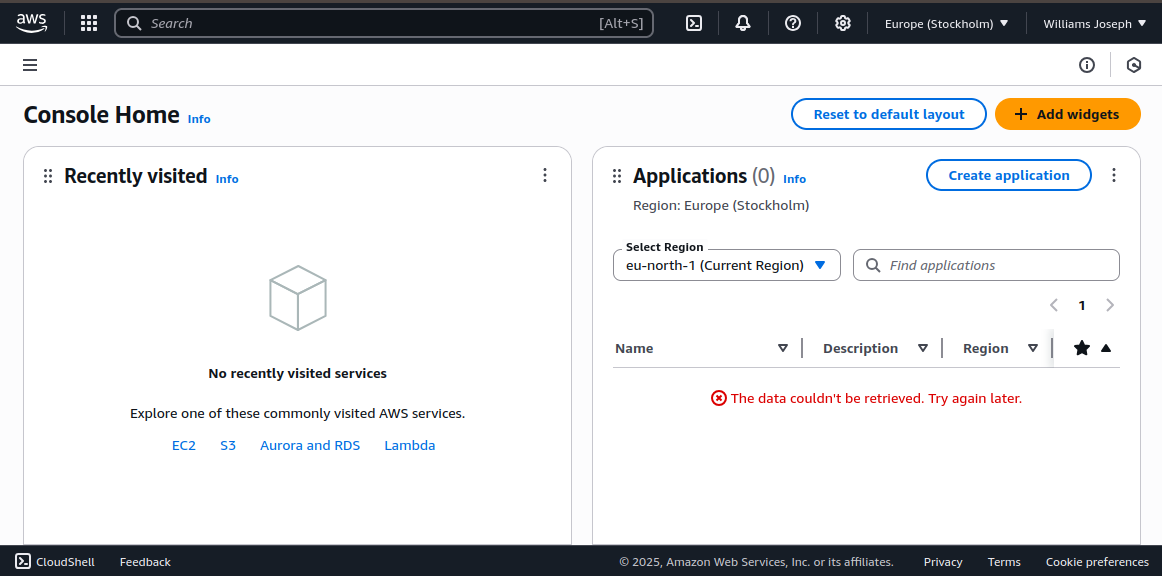 aws
Search [Alt+S]
Europe (Stockholm)
Williams Joseph
Console Home Info
Reset to default layout
Add widgets
Recently visited Info
No recently visited services
Explore one of these commonly visited AWS services.
EC2 S3 Aurora and RDS Lambda
Applications (0) Info
Create application
Region: Europe (Stockholm)
Select Region
eu-north-1 (Current Region)
Find applications
1
Name Description Region
The data couldn't be retrieved. Try again later.
CloudShell Feedback © 2025, Amazon Web Services, Inc. or its affiliates. Privacy Terms Cookie preferences